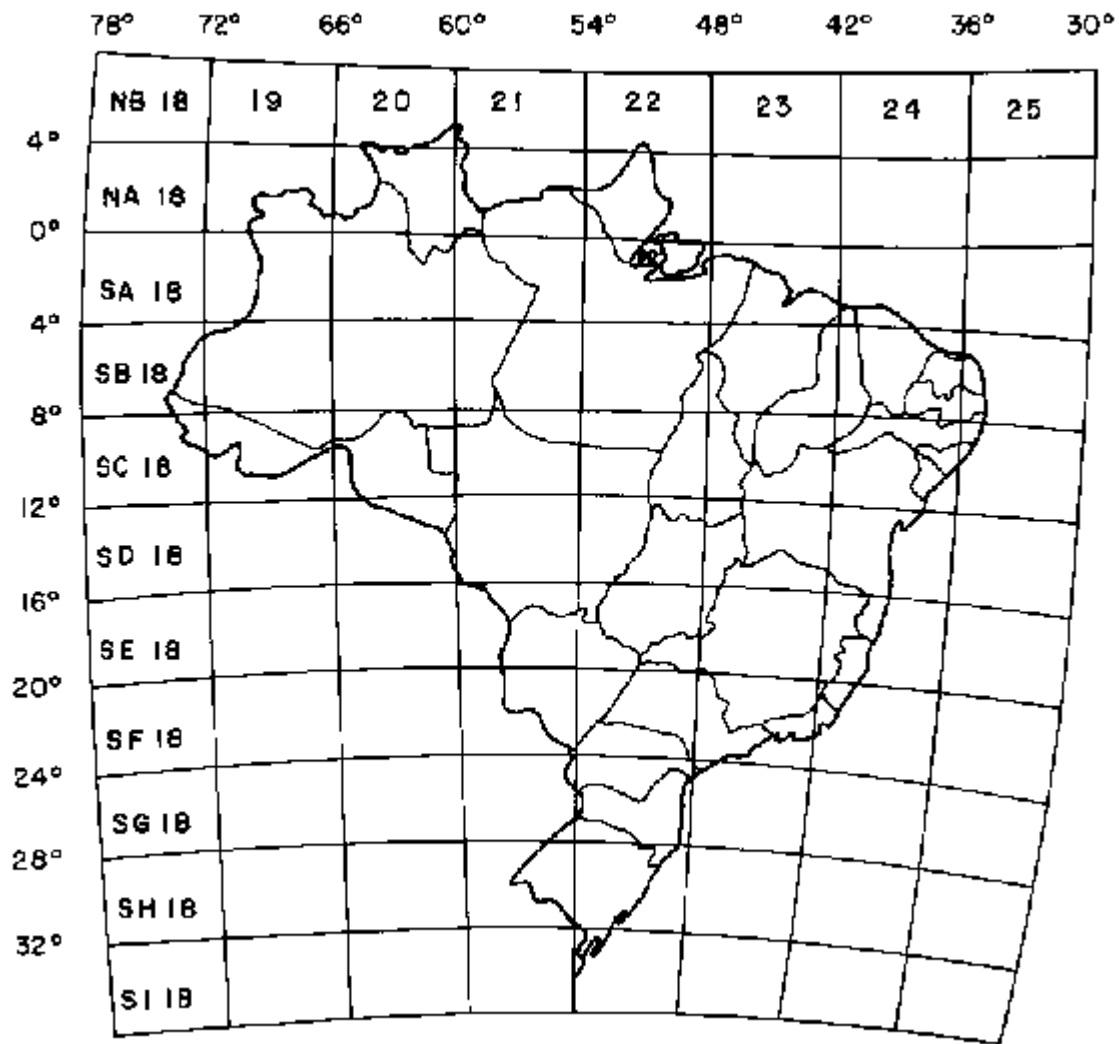 78° 72° 66° 60° 54° 48° 42° 36° 30°
NB 18 19 20 21 22 23 24 25
4°
NA 18
0°
SA 18
4°
SB 18
8°
SC 18
12°
SD 18
16°
SE 18
20°
SF 18
24°
SG 18
28°
SH 18
32°
SI 18